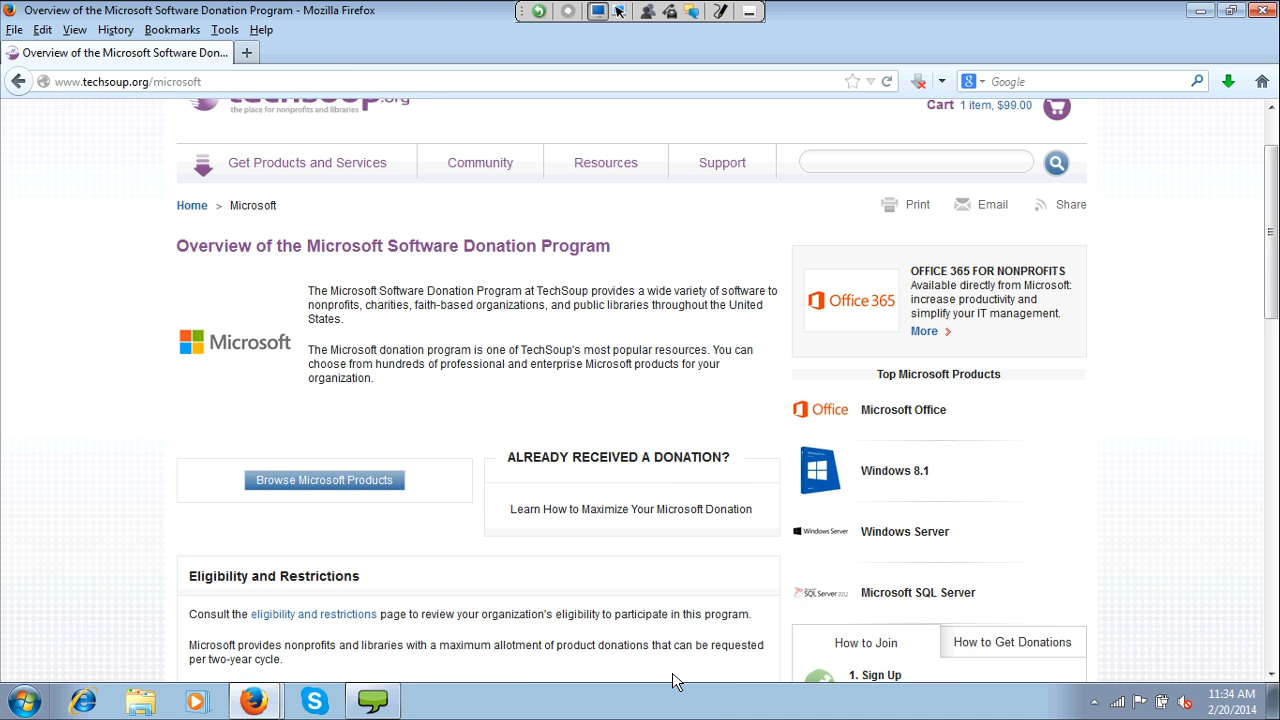 Overview of the Microsoft Software Donation Program - Mozilla Firefox
File Edit View History Bookmarks Tools Help
Overview of the Microsoft Software Don...
www.techsoup.org/microsoft
Google
techsoup.org
the place for nonprofits and libraries
Cart 1 item, $99.00
Get Products and Services
Community
Resources
Support
Home > Microsoft
Print
Email
Share
Overview of the Microsoft Software Donation Program
Microsoft
The Microsoft Software Donation Program at TechSoup provides a wide variety of software to
nonprofits, charities, faith-based organizations, and public libraries throughout the United
States.
The Microsoft donation program is one of TechSoup's most popular resources. You can
choose from hundreds of professional and enterprise Microsoft products for your
organization.
Browse Microsoft Products
ALREADY RECEIVED A DONATION?
Learn How to Maximize Your Microsoft Donation
Eligibility and Restrictions
Consult the eligibility and restrictions page to review your organization's eligibility to participate in this program.
Microsoft provides nonprofits and libraries with a maximum allotment of product donations that can be requested
per two-year cycle.
Office 365
OFFICE 365 FOR NONPROFITS
Available directly from Microsoft:
increase productivity and
simplify your IT management.
More
Top Microsoft Products
Office
Microsoft Office
Windows 8.1
Windows Server
Windows Server
SQL Server 2012
Microsoft SQL Server
How to Join
How to Get Donations
1. Sign Up
11:34 AM
2/20/2014